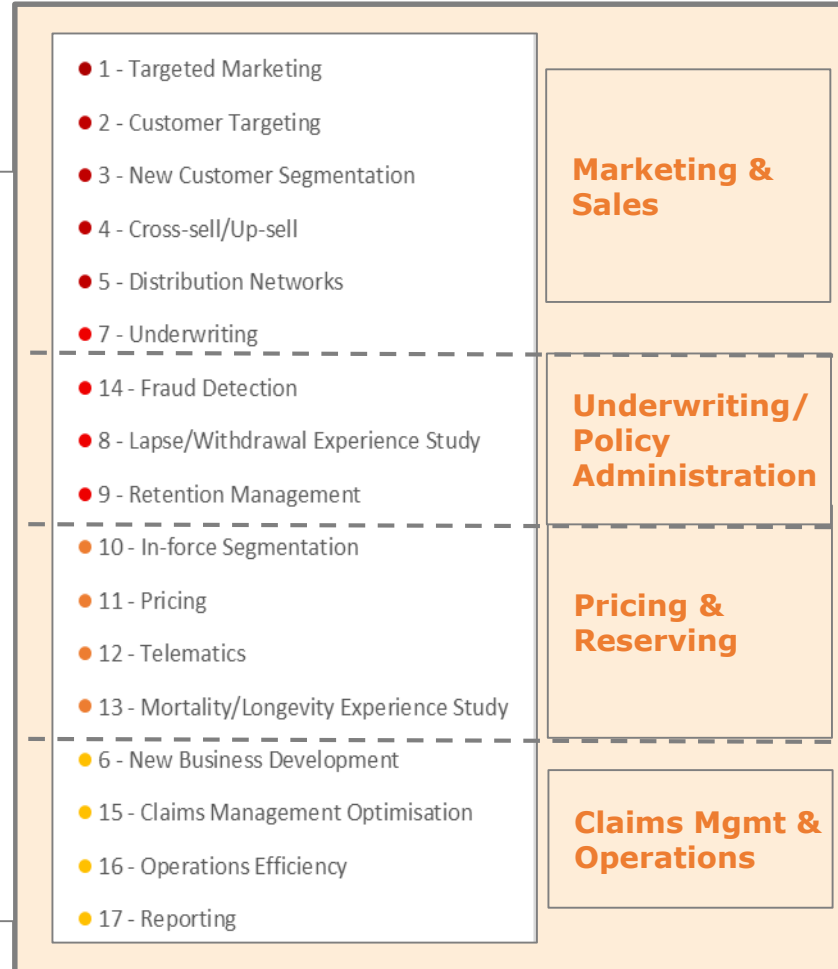 1 - Targeted Marketing
2 - Customer Targeting
3 - New Customer Segmentation
4 - Cross-sell/Up-sell
5 - Distribution Networks
7 - Underwriting
14 - Fraud Detection
8 - Lapse/Withdrawal Experience Study
9 - Retention Management
10 - In-force Segmentation
11 - Pricing
12 - Telematics
13 - Mortality/Longevity Experience Study
6 - New Business Development
15 - Claims Management Optimisation
16 - Operations Efficiency
17 - Reporting
Marketing &
Sales
Underwriting/
Policy
Administration
Pricing &
Reserving
Claims Mgmt &
Operations